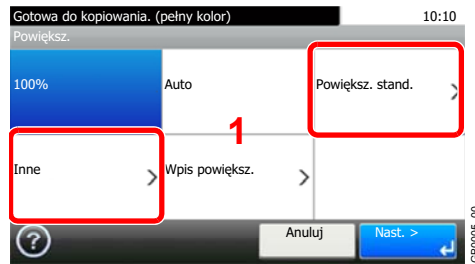 Gotowa do kopiowania. (pełny kolor) 10:10
Powiększ.
100% Auto Powiększ. stand. >
1
Inne > Wpis powiększ. >
? Anuluj Nast. >